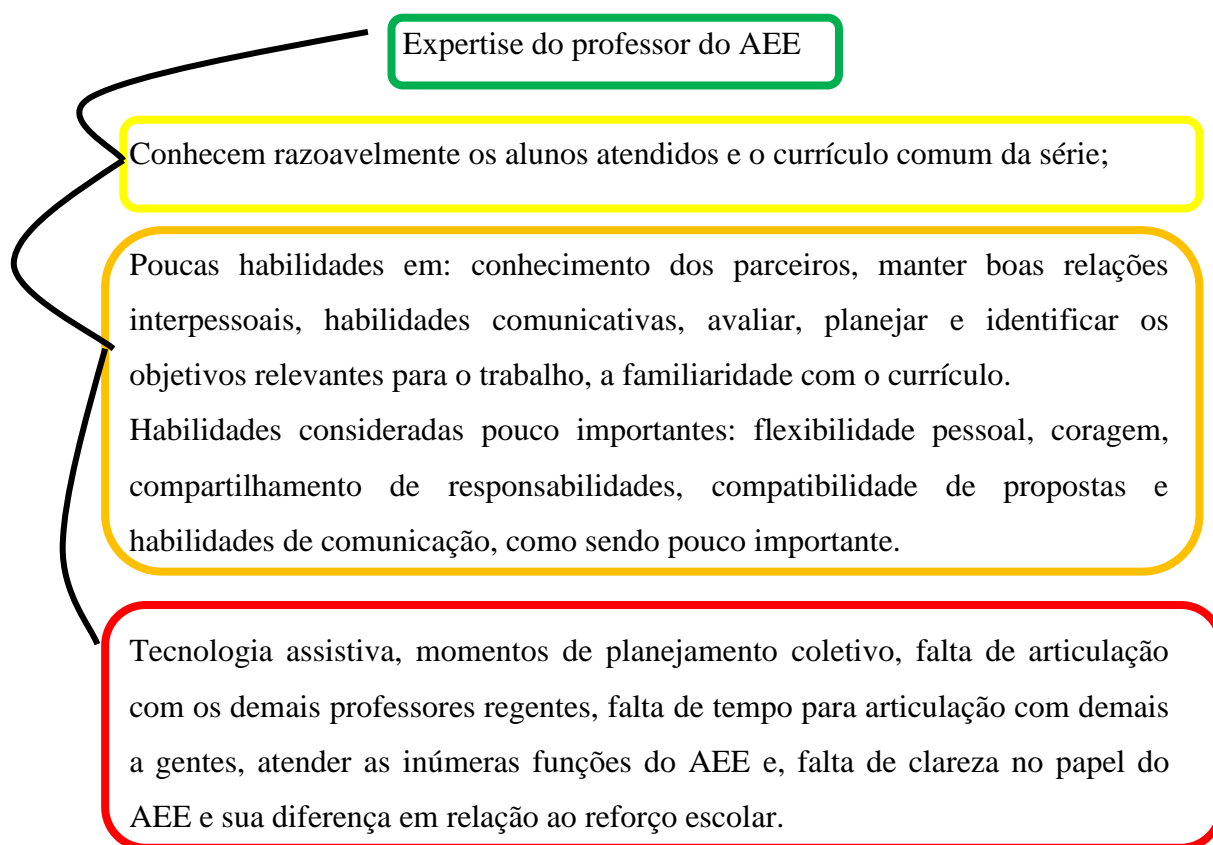 Expertise do professor do AEE
Conhecem razoavelmente os alunos atendidos e o currículo comum da série;
Poucas habilidades em: conhecimento dos parceiros, manter boas relações
interpessoais, habilidades comunicativas, avaliar, planejar e identificar os
objetivos relevantes para o trabalho, a familiaridade com o currículo.
Habilidades consideradas pouco importantes: flexibilidade pessoal, coragem,
compartilhamento de responsabilidades, compatibilidade de propostas e
habilidades de comunicação, como sendo pouco importante.
Tecnologia assistiva, momentos de planejamento coletivo, falta de articulação
com os demais professores regentes, falta de tempo para articulação com demais
a gentes, atender as inúmeras funções do AEE e, falta de clareza no papel do
AEE e sua diferença em relação ao reforço escolar.